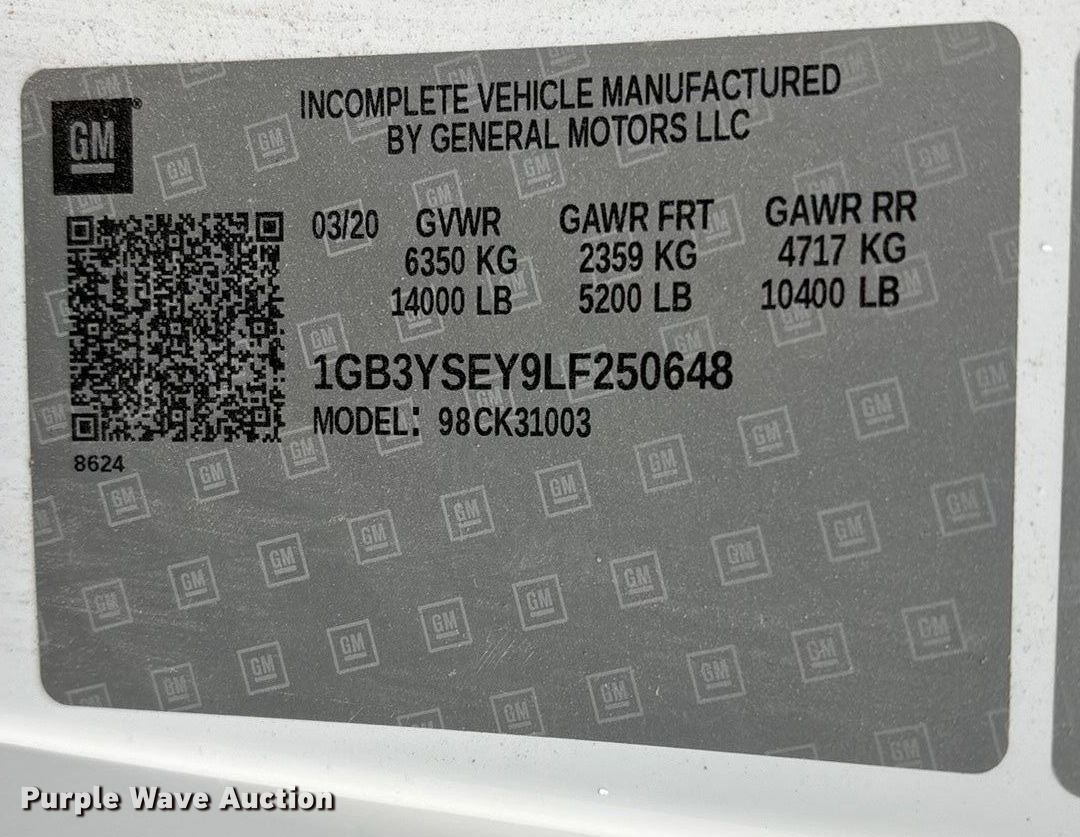 GM
INCOMPLETE VEHICLE MANUFACTURED
BY GENERAL MOTORS LLC
03/20 GVWR GAWR FRT GAWR RR
6350 KG 2359 KG 4717 KG
14000 LB 5200 LB 10400 LB
1GB3YSEY9LF250648
MODEL: 98CK31003
8624
Purple Wave Auction